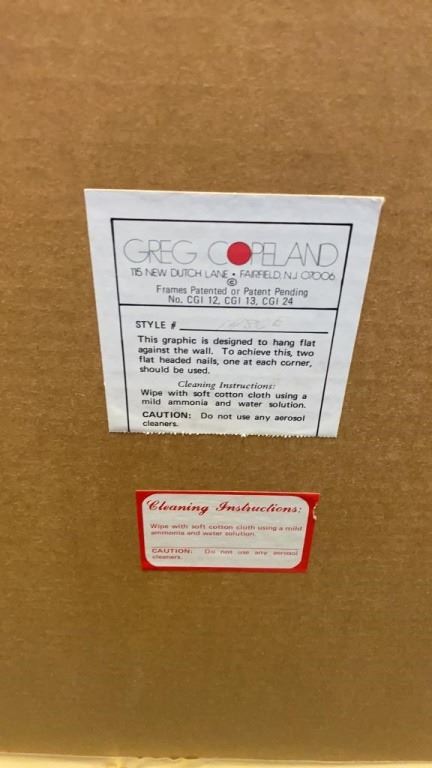 GREG COPELAND
115 NEW DUTCH LANE • FAIRFIELD, N.J. 07006
©
Frames Patented or Patent Pending
No. CGI 12, CGI 13, CGI 24
STYLE #
This graphic is designed to hang flat
against the wall. To achieve this, two
flat headed nails, one at each corner,
should be used.
Cleaning Instructions:
Wipe with soft cotton cloth using a
mild ammonia and water solution.
CAUTION: Do not use any aerosol
cleaners.
Cleaning Instructions:
Wipe with soft cotton cloth using a mild
ammonia and water solution.
CAUTION: Do not use any aerosol
cleaners.